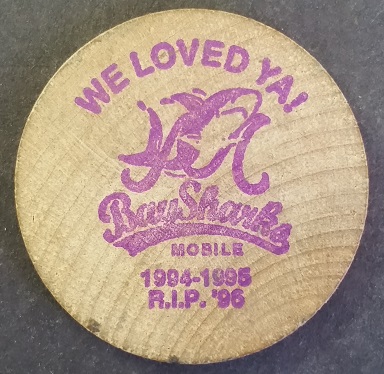 WE LOVED YA!
BaySharks
MOBILE
1994-1995
R.I.P. '96